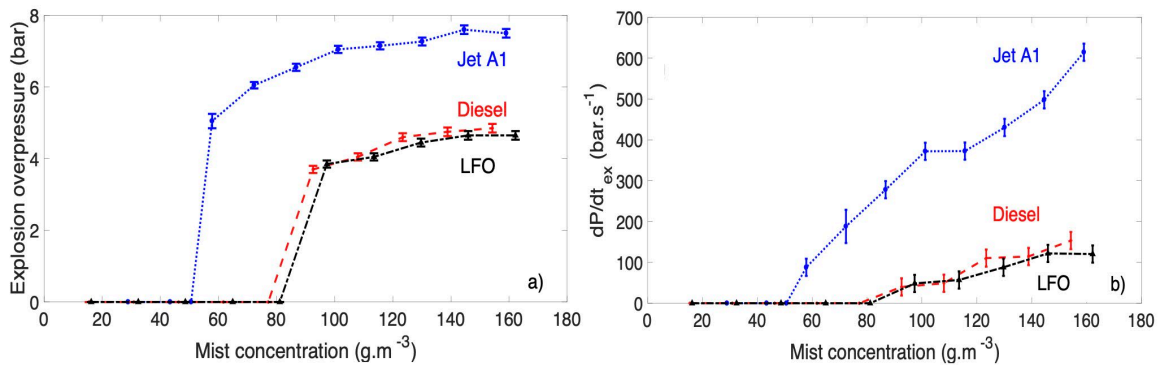 8
6
4
2
0
Explosion overpressure (bar)
Jet A1
Diesel
LFO
a)
0 20 40 60 80 100 120 140 160 180
Mist concentration (g.m⁻³)
700
600
500
400
300
200
100
0
dP/dt_ex (bar.s⁻¹)
Jet A1
Diesel
LFO
b)
0 20 40 60 80 100 120 140 160 180
Mist concentration (g.m⁻³)